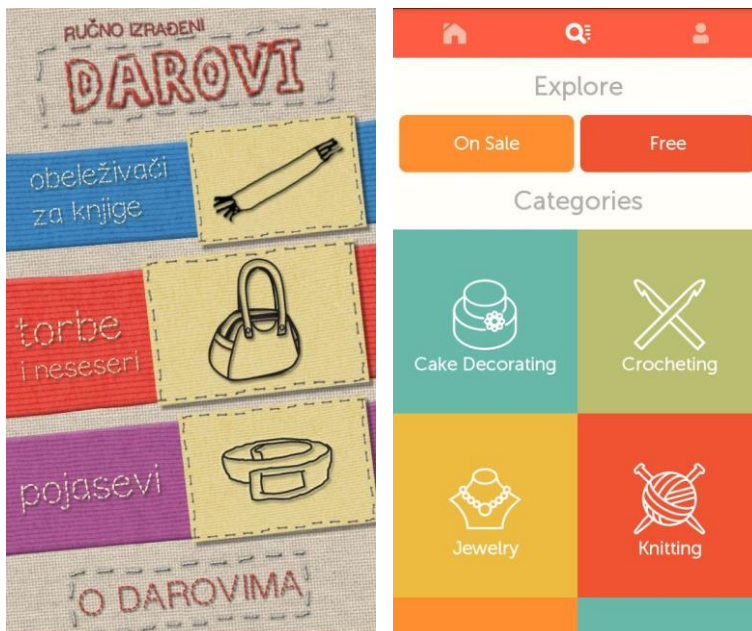 RUČNO IZRAĐENI
DAROVI
obeleživači
za knjige
torbe
i neseseri
pojasevi
O DAROVIMA
Explore
On Sale
Free
Categories
Cake Decorating
Crocheting
Jewelry
Knitting